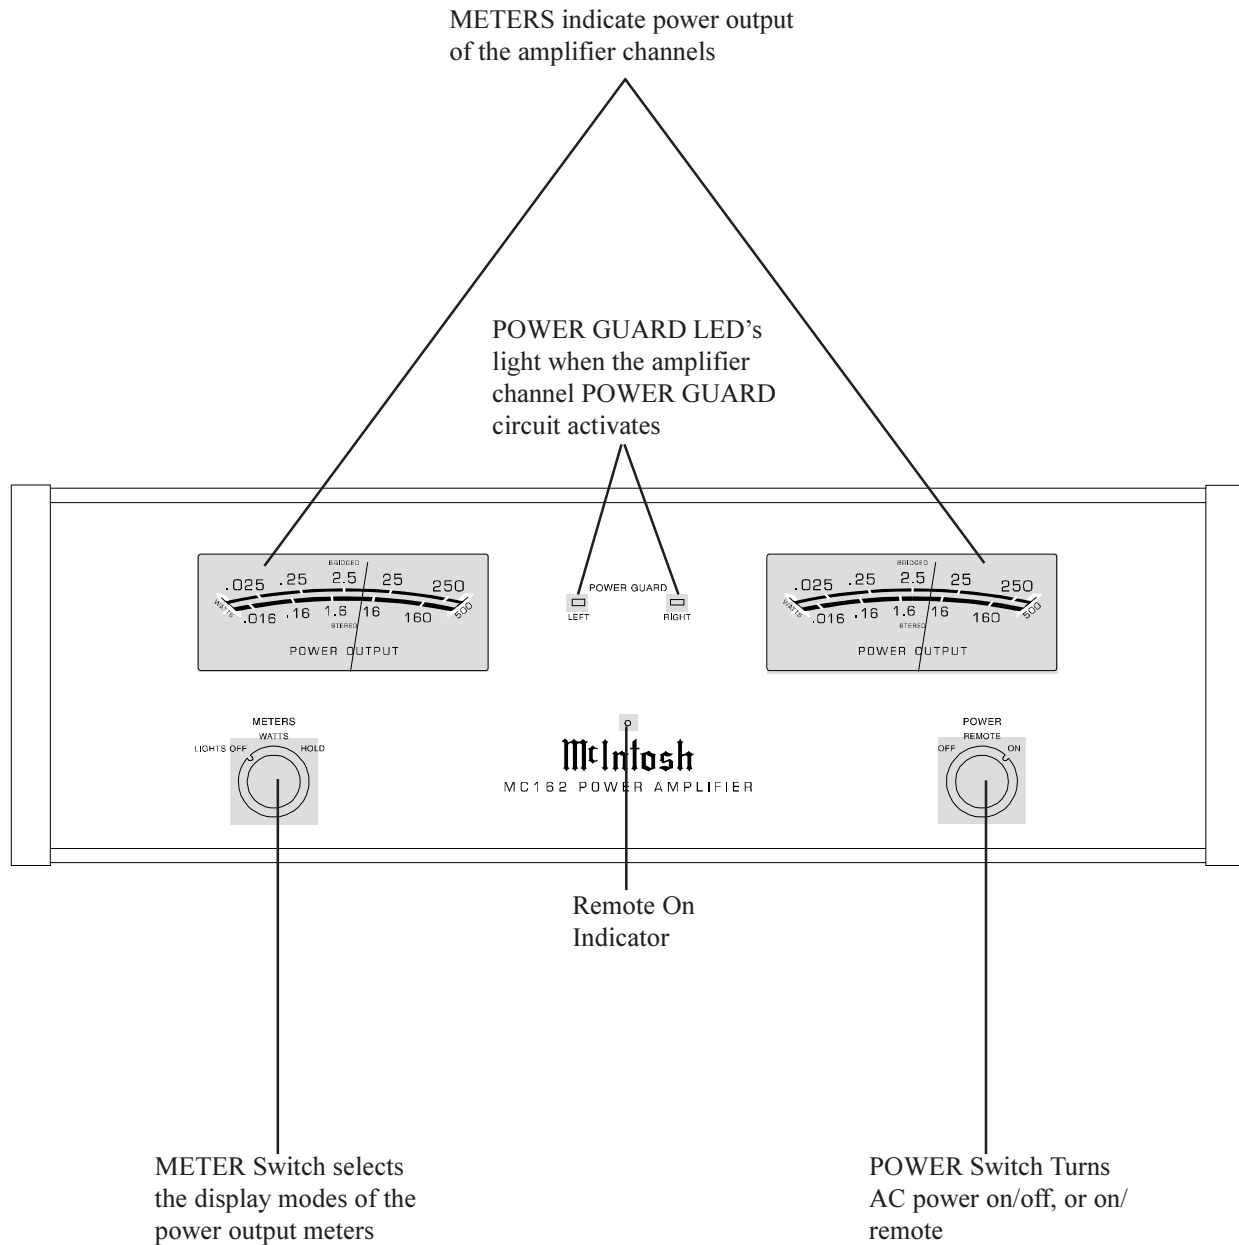 METERS indicate power output
of the amplifier channels
POWER GUARD LED’s
light when the amplifier
channel POWER GUARD
circuit activates
BRIDGED
.025 .25 2.5 25 250
WATTS 500
.016 .16 1.6 16 160
STEREO
POWER OUTPUT
POWER GUARD
LEFT RIGHT
BRIDGED
.025 .25 2.5 25 250
WATTS 500
.016 .16 1.6 16 160
STEREO
POWER OUTPUT
METERS
WATTS
LIGHTS OFF HOLD
McIntosh
MC162 POWER AMPLIFIER
POWER
REMOTE
OFF ON
Remote On
Indicator
METER Switch selects
the display modes of the
power output meters
POWER Switch Turns
AC power on/off, or on/
remote